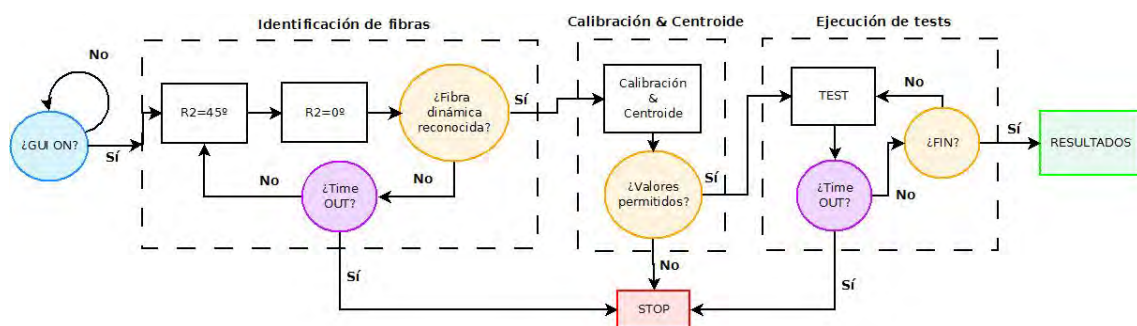 Identificación de fibras
Calibración & Centroide
Ejecución de tests
No
¿GUI ON?
Sí
R2=45º
R2=0º
¿Fibra
dinámica
reconocida?
Sí
No
¿Time
OUT?
No
Sí
Calibración
&
Centroide
¿Valores
permitidos?
Sí
No
STOP
TEST
¿Time
OUT?
No
Sí
¿FIN?
No
Sí
RESULTADOS